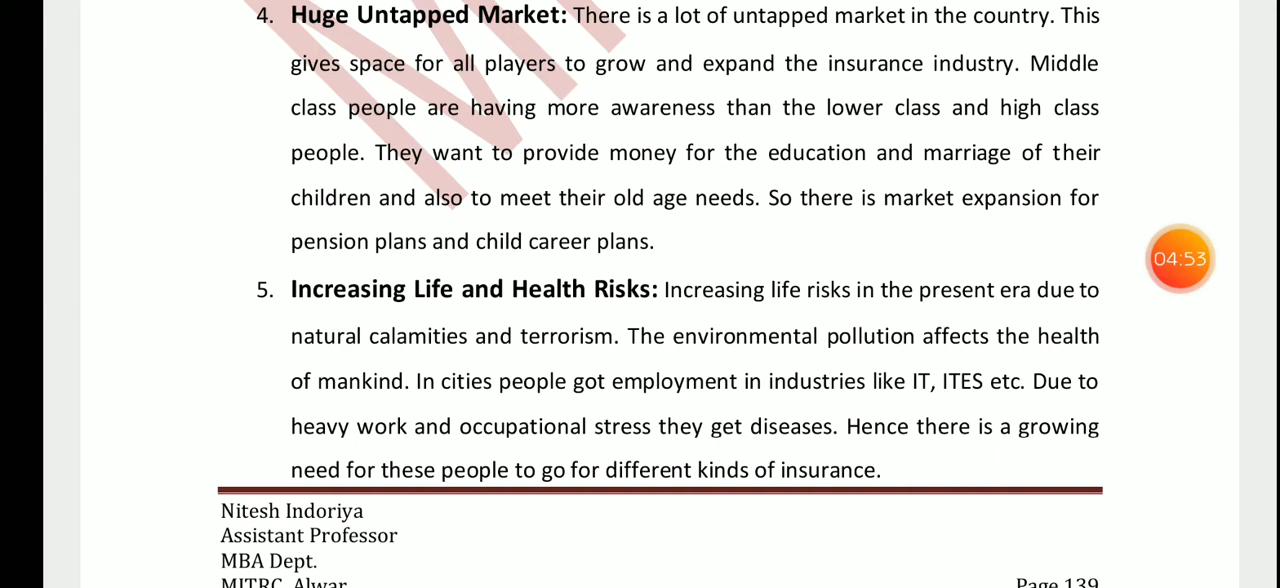 4. Huge Untapped Market: There is a lot of untapped market in the country. This
gives space for all players to grow and expand the insurance industry. Middle
class people are having more awareness than the lower class and high class
people. They want to provide money for the education and marriage of their
children and also to meet their old age needs. So there is market expansion for
pension plans and child career plans.
04:53
5. Increasing Life and Health Risks: Increasing life risks in the present era due to
natural calamities and terrorism. The environmental pollution affects the health
of mankind. In cities people got employment in industries like IT, ITES etc. Due to
heavy work and occupational stress they get diseases. Hence there is a growing
need for these people to go for different kinds of insurance.
Nitesh Indoriya
Assistant Professor
MBA Dept.
MITRC, Alwar
Page 139